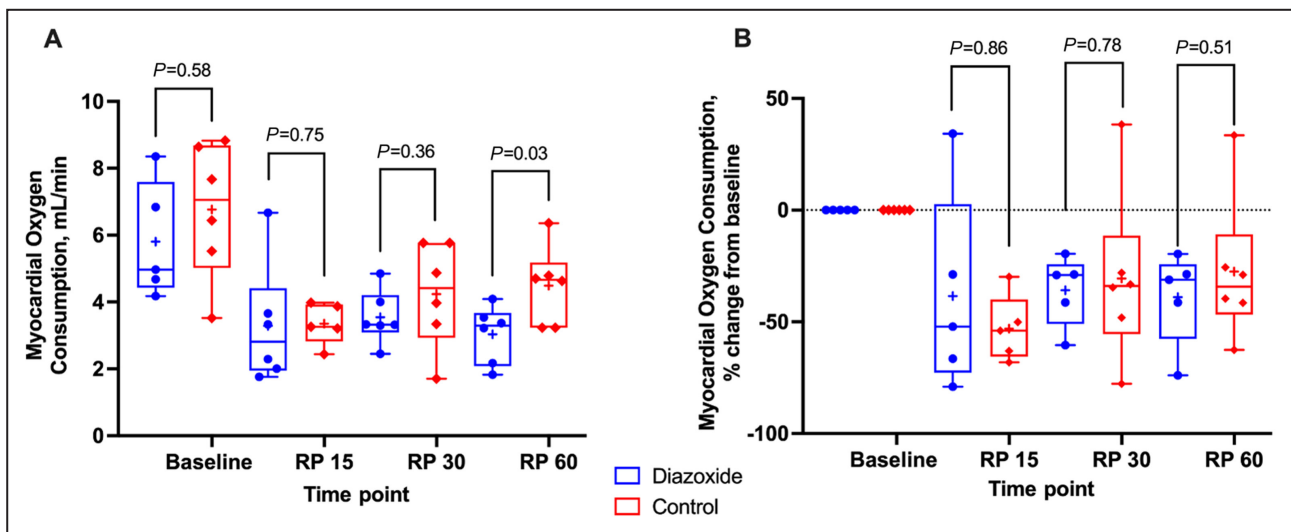 A
P=0.58
P=0.75
P=0.36
P=0.03
Myocardial Oxygen
Consumption, mL/min
10
8
6
4
2
0
Baseline
RP 15
RP 30
RP 60
Time point
B
P=0.86
P=0.78
P=0.51
Myocardial Oxygen Consumption,
% change from baseline
50
0
-50
-100
Baseline
RP 15
RP 30
RP 60
Time point
Diazoxide
Control